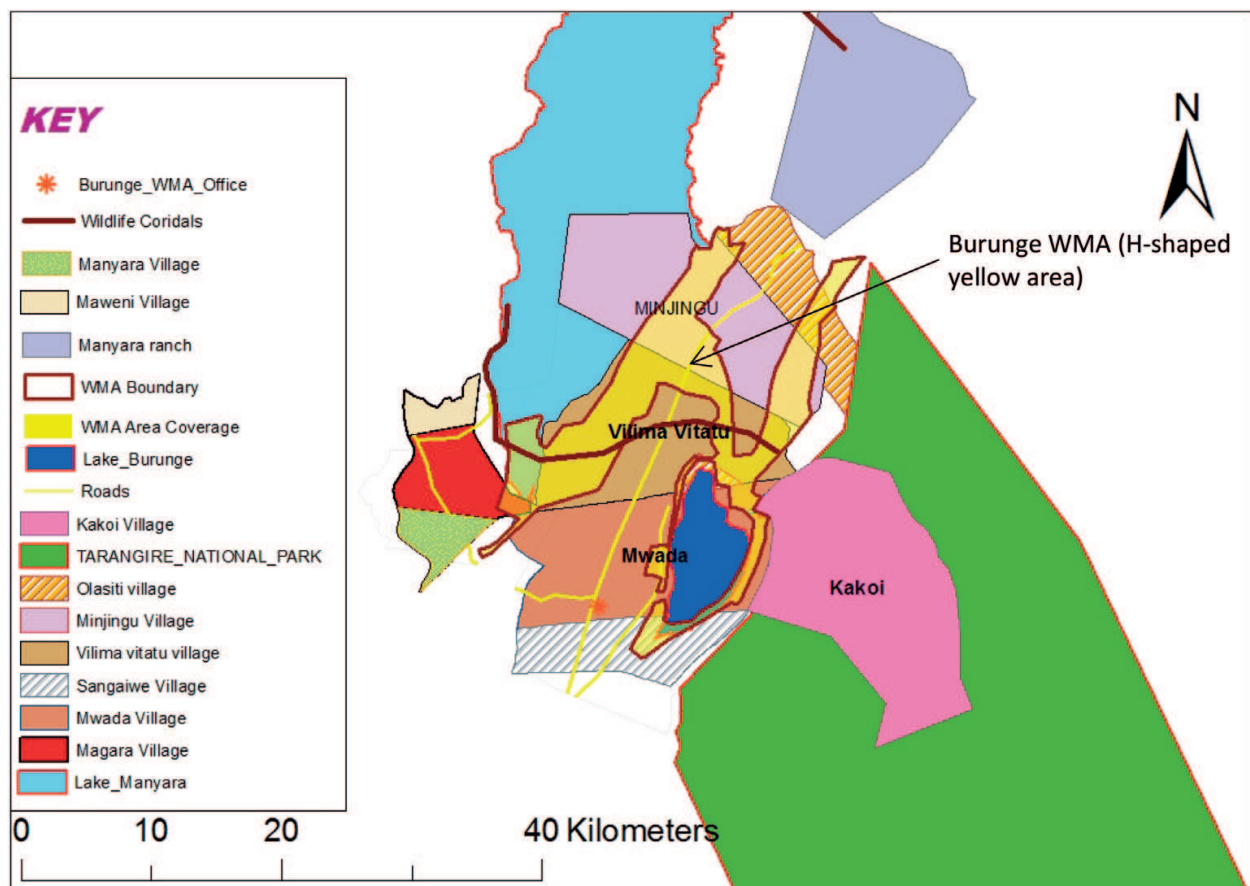 KEY
Burunge_WMA_Office
Wildlife Coridals
Manyara Village
Maweni Village
Manyara ranch
WMA Boundary
WMA Area Coverage
Lake_Burunge
Roads
Kakoi Village
TARANGIRE_NATIONAL_PARK
Olasiti village
Minjingu Village
Vilima vitatu village
Sangaiwe Village
Mwada Village
Magara Village
Lake_Manyara
0 10 20 40 Kilometers
N
Burunge WMA (H-shaped
yellow area)
MINJINGU
Vilima Vitatu
Mwada
Kakoi